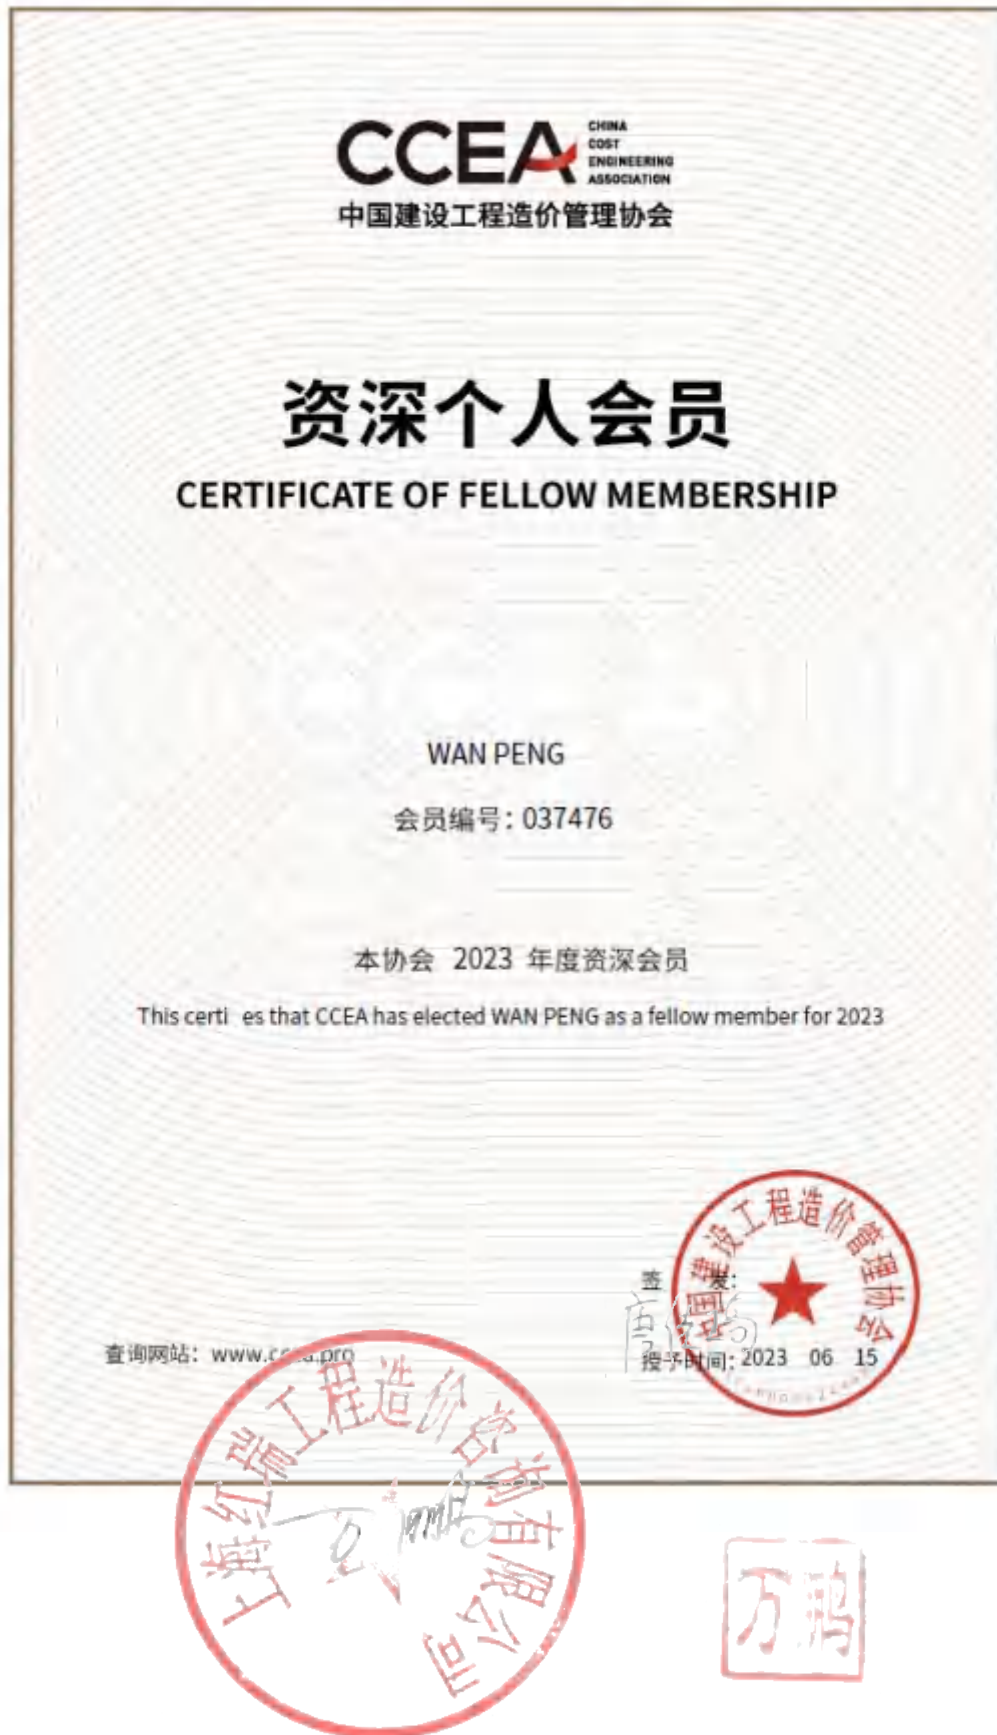 CCEA
CHINA
COST
ENGINEERING
ASSOCIATION
中国建设工程造价管理协会
资深个人会员
CERTIFICATE OF FELLOW MEMBERSHIP
WAN PENG
会员编号：037476
本协会 2023 年度资深会员
This certi es that CCEA has elected WAN PENG as a fellow member for 2023
中国建设工程造价管理协会
签 发：
查询网站：www.ccea.pro
授予时间：2023 06 15
上海红瑞工程造价咨询有限公司
万鹏